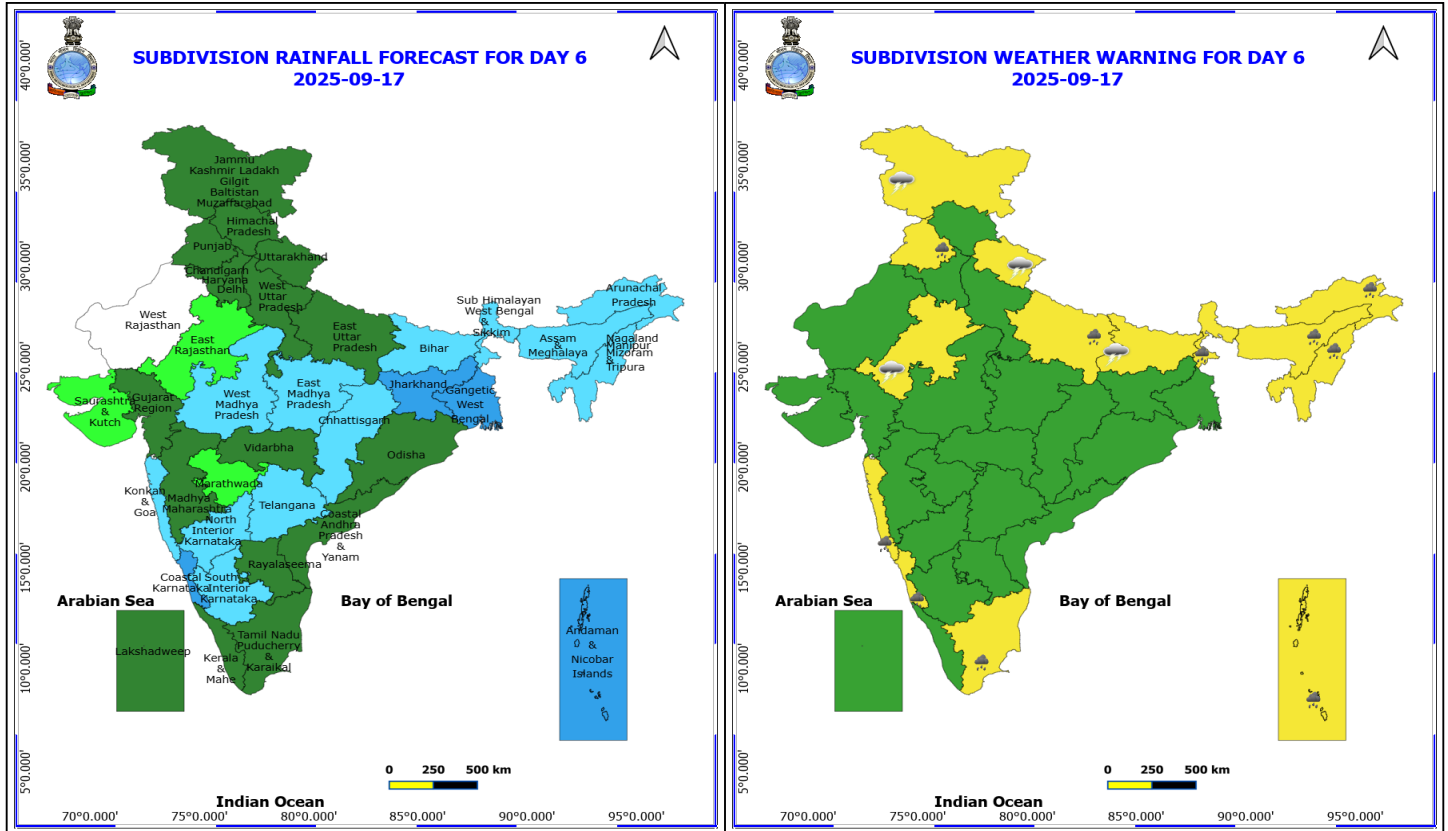 SUBDIVISION RAINFALL FORECAST FOR DAY 6
2025-09-17
40°0.000'
35°0.000'
30°0.000'
25°0.000'
20°0.000'
15°0.000'
10°0.000'
5°0.000'
Jammu
Kashmir Ladakh
Gilgit
Baltistan
Muzaffarabad
Himachal
Pradesh
Punjab
Uttarakhand
Chandigarh
Haryana
Delhi
West
Uttar
Pradesh
West
Rajasthan
East
Rajasthan
East
Uttar
Pradesh
Sub Himalayan
West Bengal
&
Sikkim
Arunachal
Pradesh
Assam
&
Meghalaya
Nagaland
Manipur
Mizoram
&
Tripura
Bihar
Jharkhand
Gangetic
West
Bengal
Saurashtra
&
Kutch
Gujarat
Region
West
Madhya
Pradesh
East
Madhya
Pradesh
Chhattisgarh
Vidarbha
Odisha
Konkan
&
Goa
Madhya
Maharashtra
Marathwada
Telangana
North
Interior
Karnataka
Coastal
Andhra
Pradesh
&
Yanam
Rayalaseema
Coastal
Karnataka
South
Interior
Karnataka
Arabian Sea
Bay of Bengal
Lakshadweep
Kerala
&
Mahe
Tamil Nadu
Puducherry
&
Karaikal
Andaman
&
Nicobar
Islands
0 250 500 km
Indian Ocean
70°0.000' 75°0.000' 80°0.000' 85°0.000' 90°0.000' 95°0.000'
SUBDIVISION WEATHER WARNING FOR DAY 6
2025-09-17
40°0.000'
35°0.000'
30°0.000'
25°0.000'
20°0.000'
15°0.000'
10°0.000'
5°0.000'
Arabian Sea
Bay of Bengal
0 250 500 km
Indian Ocean
70°0.000' 75°0.000' 80°0.000' 85°0.000' 90°0.000' 95°0.000'